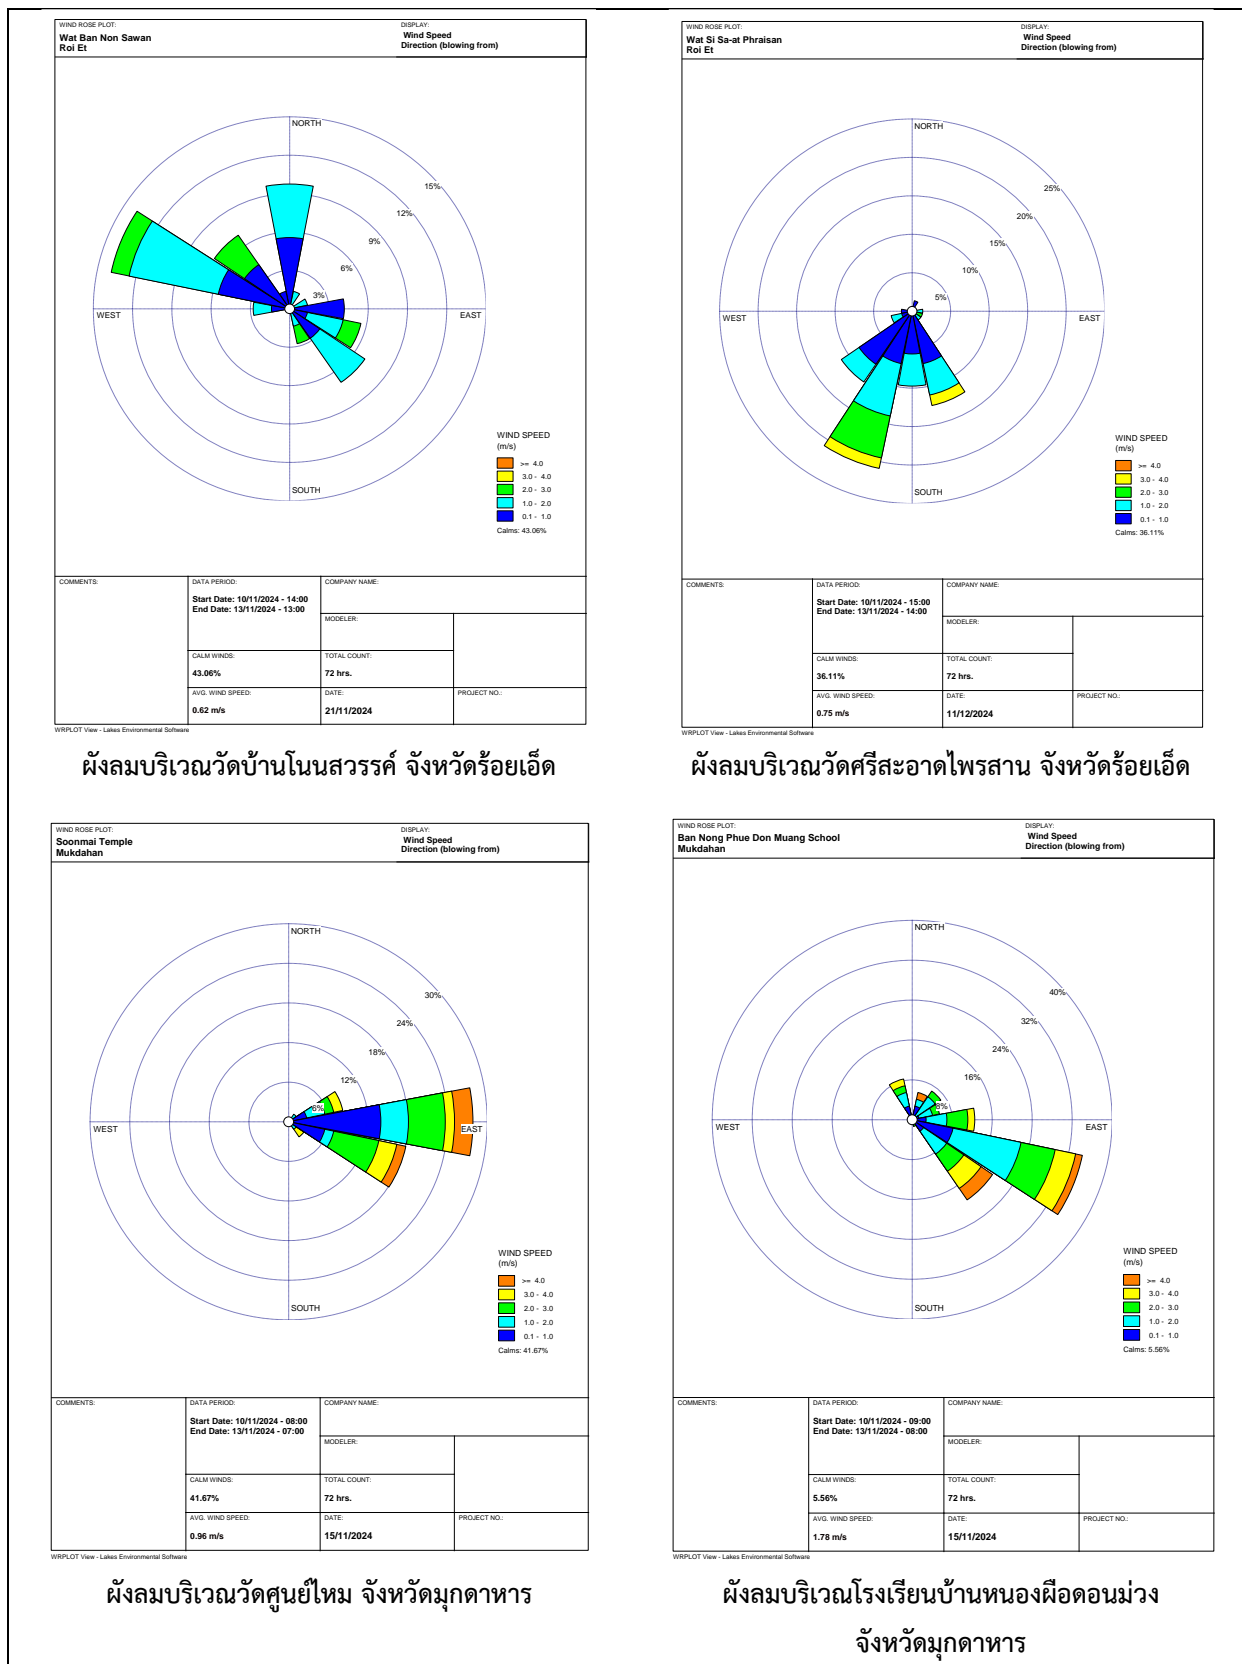 WIND ROSE PLOT:
Wat Ban Non Sawan
Roi Et
DISPLAY:
Wind Speed
Direction (blowing from)
NORTH
15%
12%
9%
6%
3%
WEST
EAST
SOUTH
WIND SPEED
(m/s)
>= 4.0
3.0 - 4.0
2.0 - 3.0
1.0 - 2.0
0.1 - 1.0
Calms: 43.06%
COMMENTS:
DATA PERIOD:
Start Date: 10/11/2024 - 14:00
End Date: 13/11/2024 - 13:00
COMPANY NAME:
MODELER:
CALM WINDS:
43.06%
TOTAL COUNT:
72 hrs.
AVG. WIND SPEED:
0.62 m/s
DATE:
21/11/2024
PROJECT NO.:
WRPLOT View - Lakes Environmental Software
ผังลมบริเวณวัดบ้านโนนสวรรค์ จังหวัดร้อยเอ็ด
WIND ROSE PLOT:
Wat Si Sa-at Phraisan
Roi Et
DISPLAY:
Wind Speed
Direction (blowing from)
NORTH
25%
20%
15%
10%
5%
WEST
EAST
SOUTH
WIND SPEED
(m/s)
>= 4.0
3.0 - 4.0
2.0 - 3.0
1.0 - 2.0
0.1 - 1.0
Calms: 36.11%
COMMENTS:
DATA PERIOD:
Start Date: 10/11/2024 - 15:00
End Date: 13/11/2024 - 14:00
COMPANY NAME:
MODELER:
CALM WINDS:
36.11%
TOTAL COUNT:
72 hrs.
AVG. WIND SPEED:
0.75 m/s
DATE:
11/12/2024
PROJECT NO.:
WRPLOT View - Lakes Environmental Software
ผังลมบริเวณวัดศรีสะอาดไพรสาน จังหวัดร้อยเอ็ด
WIND ROSE PLOT:
Soonmai Temple
Mukdahan
DISPLAY:
Wind Speed
Direction (blowing from)
NORTH
30%
24%
18%
12%
6%
WEST
EAST
SOUTH
WIND SPEED
(m/s)
>= 4.0
3.0 - 4.0
2.0 - 3.0
1.0 - 2.0
0.1 - 1.0
Calms: 41.67%
COMMENTS:
DATA PERIOD:
Start Date: 10/11/2024 - 08:00
End Date: 13/11/2024 - 07:00
COMPANY NAME:
MODELER:
CALM WINDS:
41.67%
TOTAL COUNT:
72 hrs.
AVG. WIND SPEED:
0.96 m/s
DATE:
15/11/2024
PROJECT NO.:
WRPLOT View - Lakes Environmental Software
ผังลมบริเวณวัดศูนย์ไหม จังหวัดมุกดาหาร
WIND ROSE PLOT:
Ban Nong Phue Don Muang School
Mukdahan
DISPLAY:
Wind Speed
Direction (blowing from)
NORTH
40%
32%
24%
16%
8%
WEST
EAST
SOUTH
WIND SPEED
(m/s)
>= 4.0
3.0 - 4.0
2.0 - 3.0
1.0 - 2.0
0.1 - 1.0
Calms: 5.56%
COMMENTS:
DATA PERIOD:
Start Date: 10/11/2024 - 09:00
End Date: 13/11/2024 - 08:00
COMPANY NAME:
MODELER:
CALM WINDS:
5.56%
TOTAL COUNT:
72 hrs.
AVG. WIND SPEED:
1.78 m/s
DATE:
15/11/2024
PROJECT NO.:
WRPLOT View - Lakes Environmental Software
ผังลมบริเวณโรงเรียนบ้านหนองผือดอนม่วง
จังหวัดมุกดาหาร